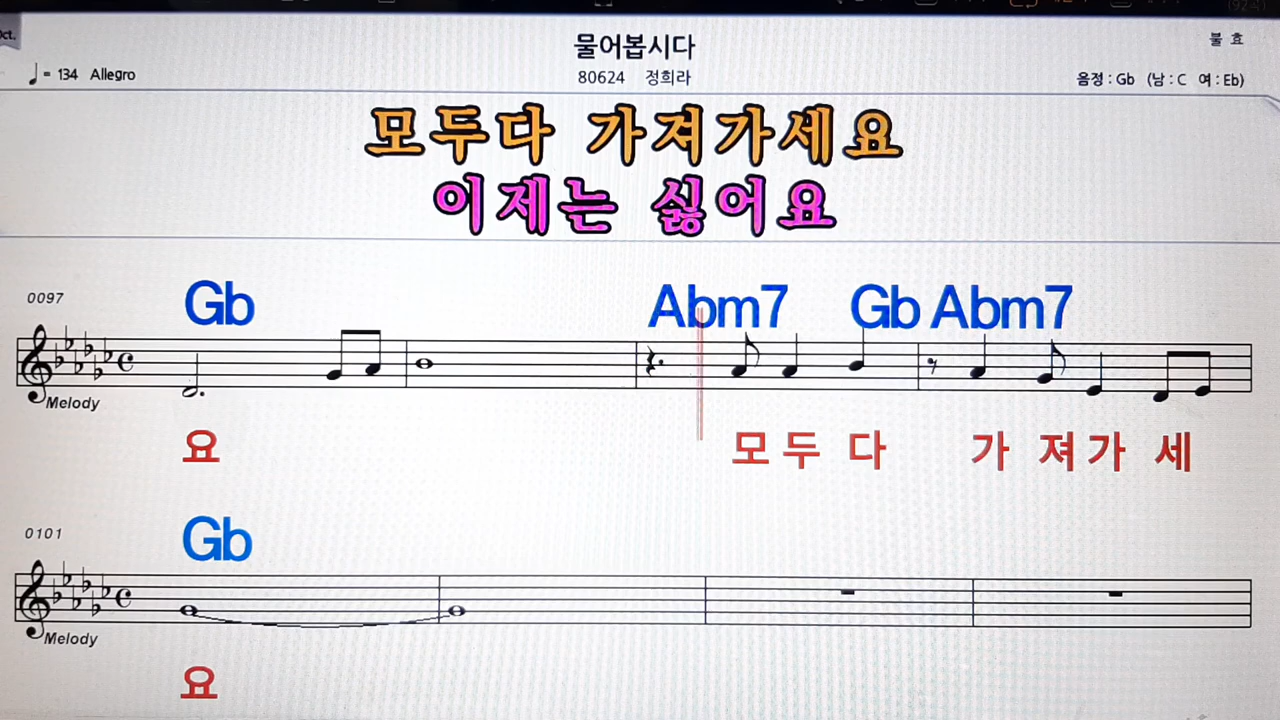 물어봅시다
불 효
♩= 134 Allegro
80624 정희라
음정 : Gb (남 : C 여 : Eb)
모두다 가져가세요
이제는 싫어요
0097
Gb Abm7 Gb Abm7
Melody
요 모 두 다 가 져 가 세
0101
Gb
Melody
요